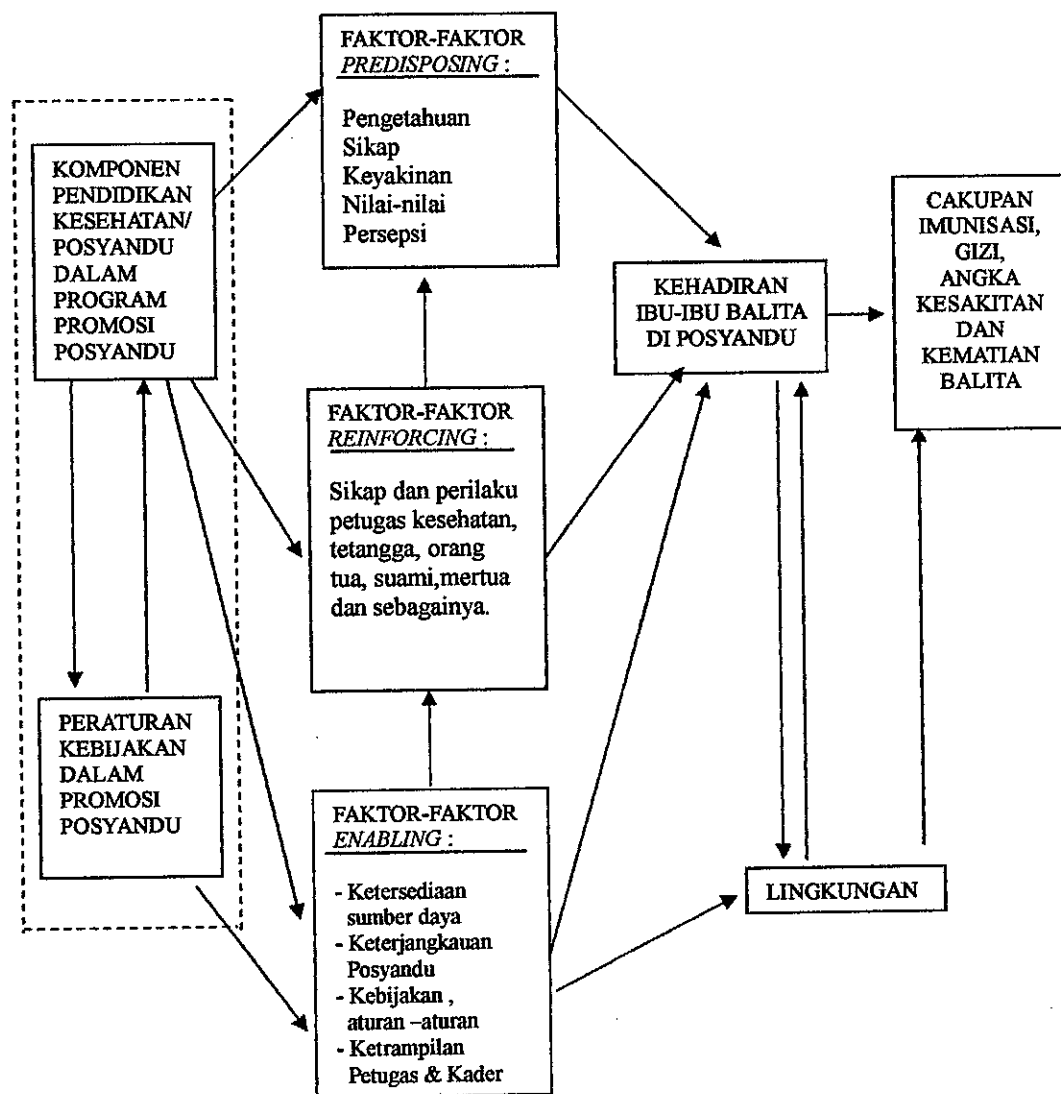 FAKTOR-FAKTOR
PREDISPOSING :
Pengetahuan
Sikap
Keyakinan
Nilai-nilai
Persepsi
KOMPONEN
PENDIDIKAN
KESEHATAN/
POSYANDU
DALAM
PROGRAM
PROMOSI
POSYANDU
CAKUPAN
IMUNISASI,
GIZI,
ANGKA
KESAKITAN
DAN
KEMATIAN
BALITA
KEHADIRAN
IBU-IBU BALITA
DI POSYANDU
FAKTOR-FAKTOR
REINFORCING :
Sikap dan perilaku
petugas kesehatan,
tetangga, orang
tua, suami,mertua
dan sebagainya.
PERATURAN
KEBIJAKAN
DALAM
PROMOSI
POSYANDU
FAKTOR-FAKTOR
ENABLING :
- Ketersediaan
sumber daya
- Keterjangkauan
Posyandu
- Kebijakan ,
aturan –aturan
- Ketrampilan
Petugas & Kader
LINGKUNGAN